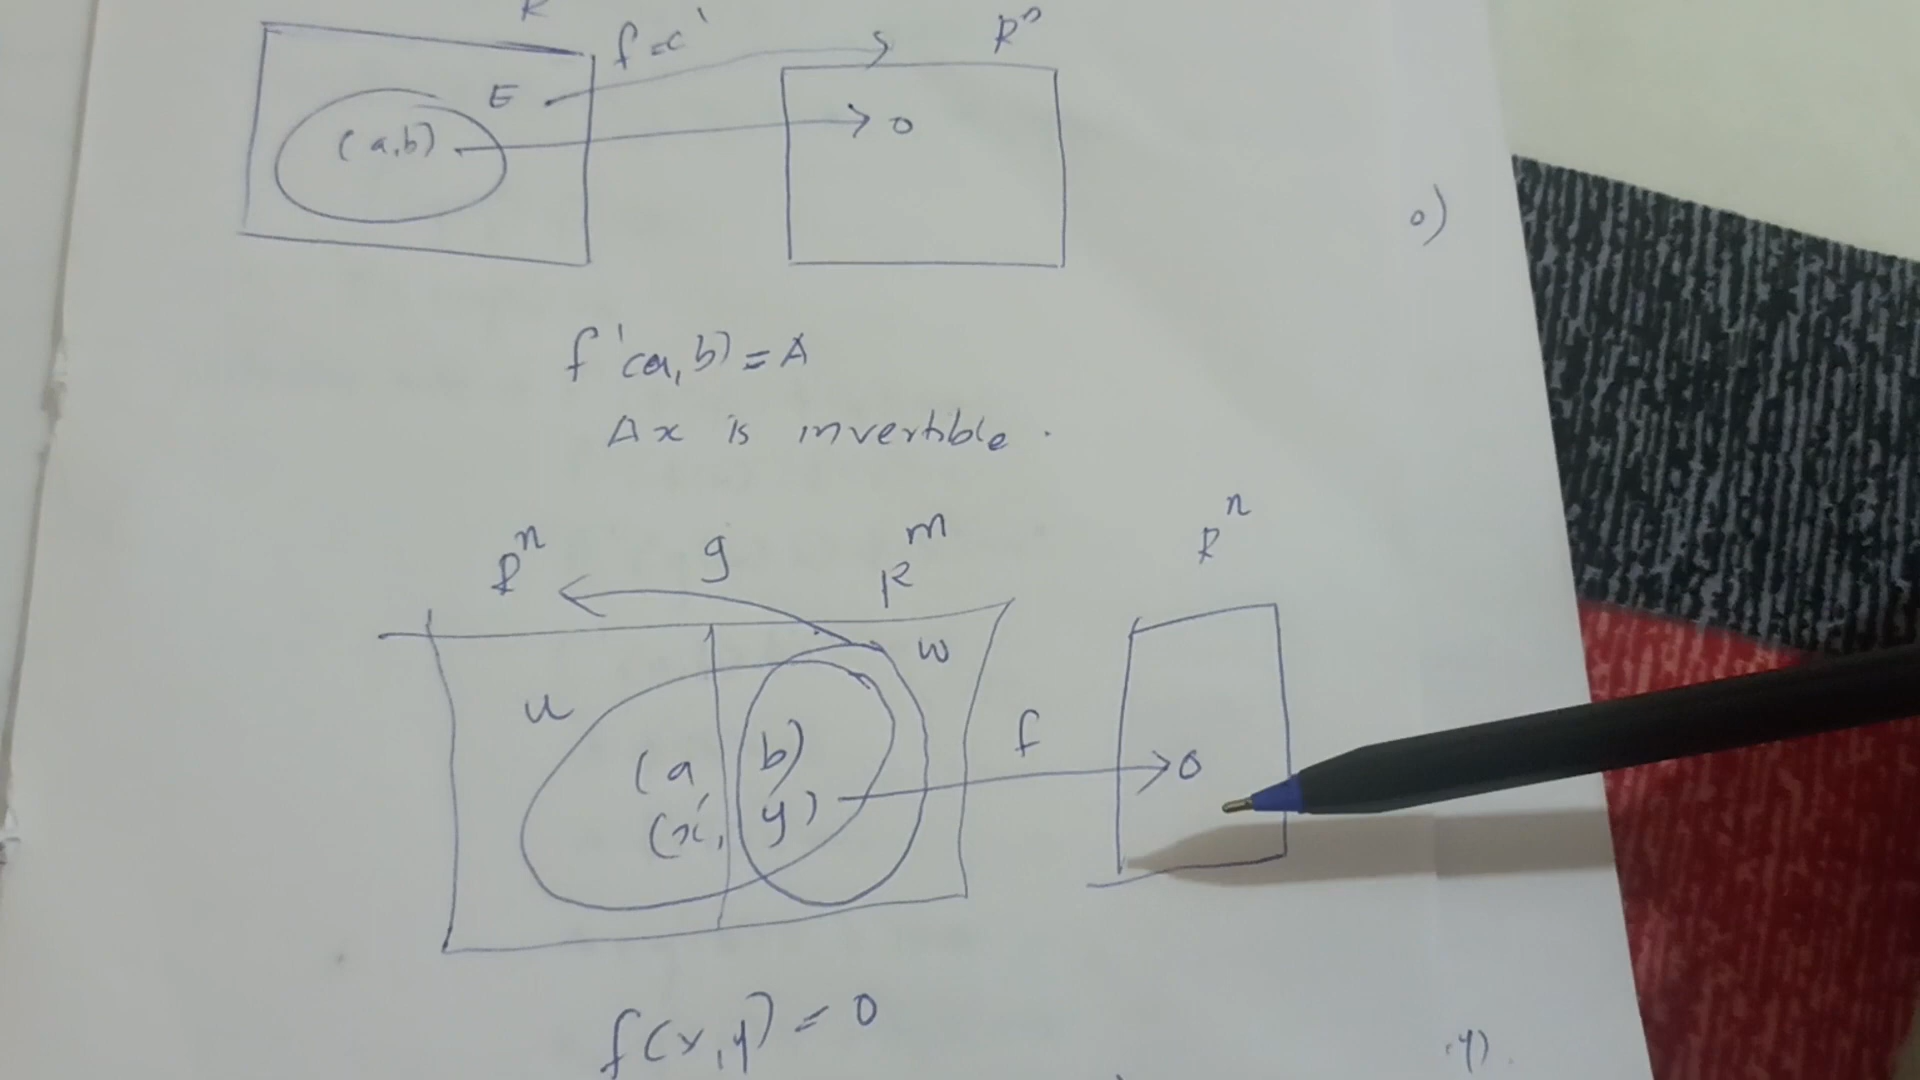 R
f = c'
R^n
E
(a,b)
0
o)
f'(a,b) = A
Ax is invertible.
R^n
g
R^m
R^n
w
u
(a, b)
f
0
(x', y)
f(x,y) = 0
y).